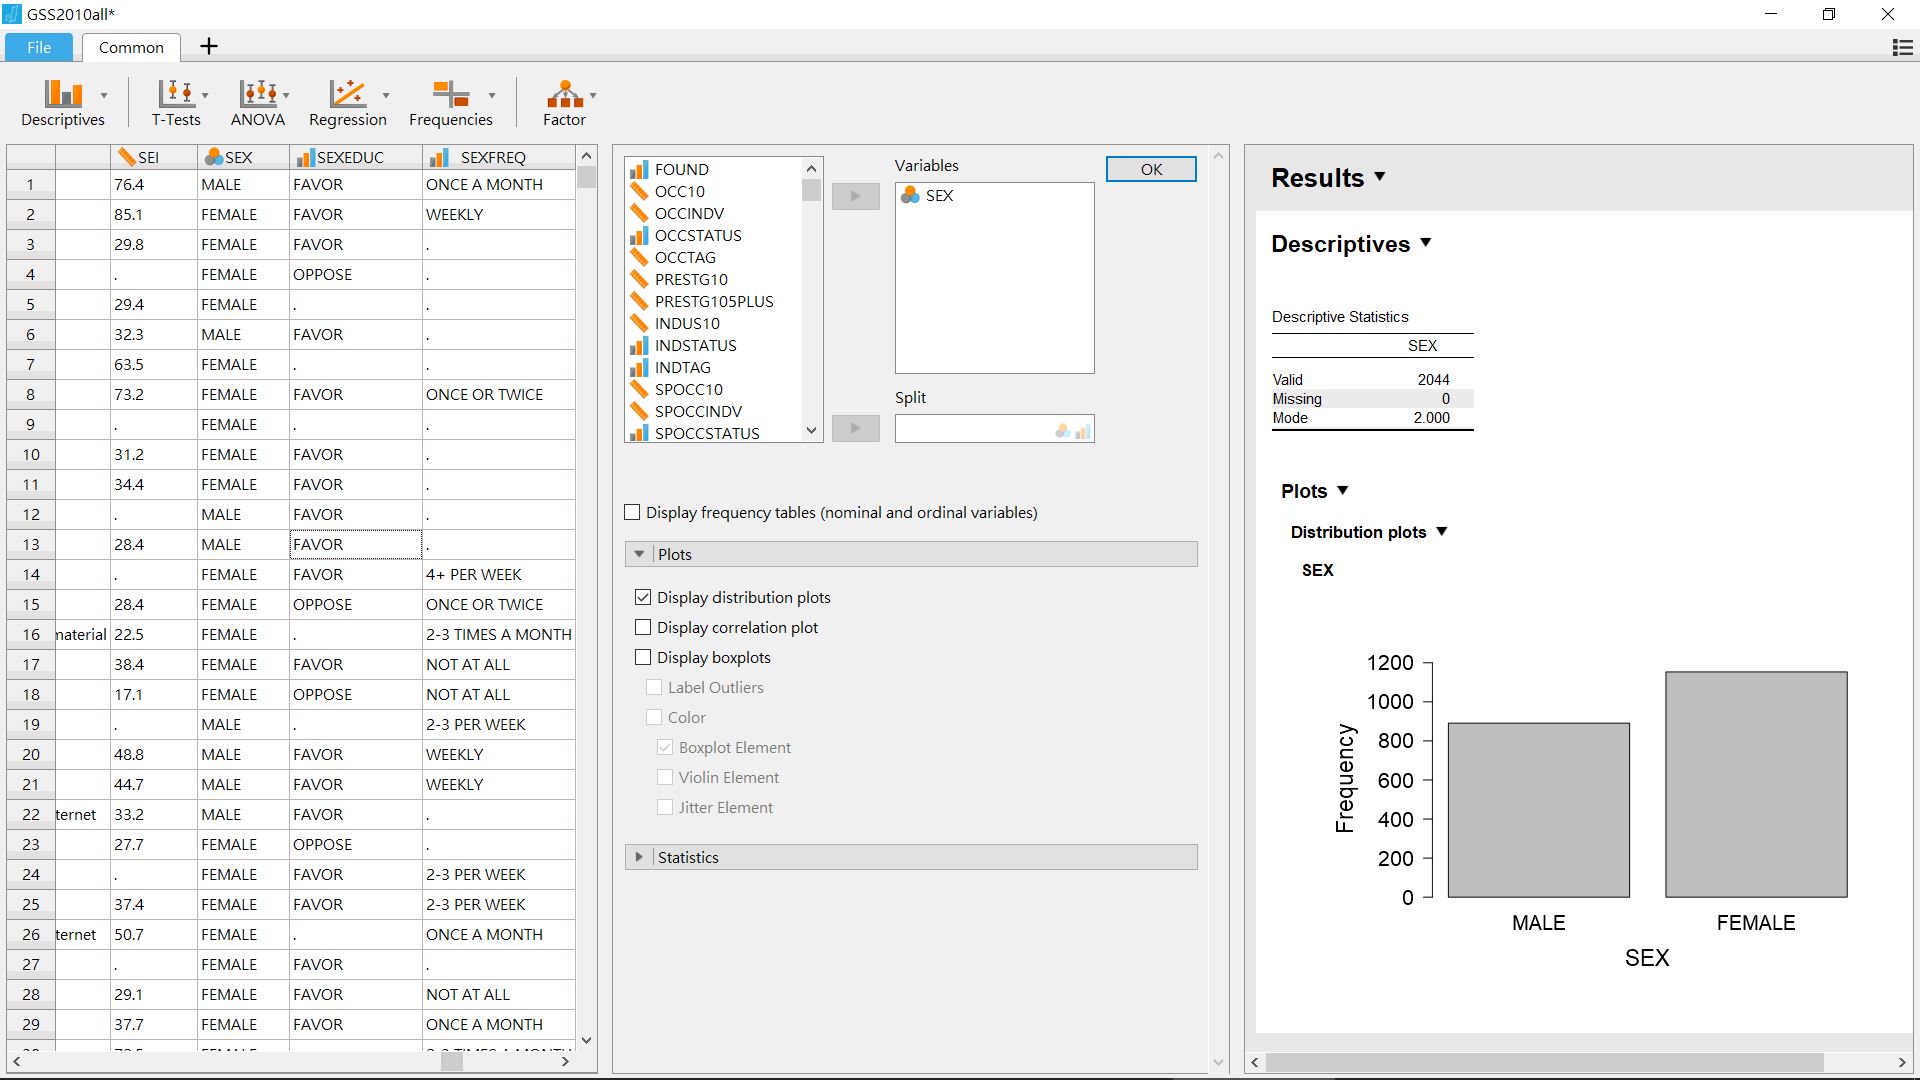 GSS2010all*
File Common +
Descriptives T-Tests ANOVA Regression Frequencies Factor
SEI SEX SEXEDUC SEXFREQ
1 76.4 MALE FAVOR ONCE A MONTH
2 85.1 FEMALE FAVOR WEEKLY
3 29.8 FEMALE FAVOR .
4 . FEMALE OPPOSE .
5 29.4 FEMALE . .
6 32.3 MALE FAVOR .
7 63.5 FEMALE . .
8 73.2 FEMALE FAVOR ONCE OR TWICE
9 . FEMALE . .
10 31.2 FEMALE FAVOR .
11 34.4 FEMALE FAVOR .
12 . MALE FAVOR .
13 28.4 MALE FAVOR .
14 . FEMALE FAVOR 4+ PER WEEK
15 28.4 FEMALE OPPOSE ONCE OR TWICE
16 naterial 22.5 FEMALE . 2-3 TIMES A MONTH
17 38.4 FEMALE FAVOR NOT AT ALL
18 17.1 FEMALE OPPOSE NOT AT ALL
19 . MALE . 2-3 PER WEEK
20 48.8 MALE FAVOR WEEKLY
21 44.7 MALE FAVOR WEEKLY
22 ternet 33.2 MALE FAVOR .
23 27.7 FEMALE OPPOSE .
24 . FEMALE FAVOR 2-3 PER WEEK
25 37.4 FEMALE FAVOR 2-3 PER WEEK
26 ternet 50.7 FEMALE . ONCE A MONTH
27 . FEMALE FAVOR .
28 29.1 FEMALE FAVOR NOT AT ALL
29 37.7 FEMALE FAVOR ONCE A MONTH
FOUND
OCC10
OCCINDV
OCCSTATUS
OCCTAG
PRESTG10
PRESTG105PLUS
INDUS10
INDSTATUS
INDTAG
SPOCC10
SPOCCINDV
SPOCCSTATUS
Variables
SEX
OK
Split
Display frequency tables (nominal and ordinal variables)
Plots
Display distribution plots
Display correlation plot
Display boxplots
Label Outliers
Color
Boxplot Element
Violin Element
Jitter Element
Statistics
Results
Descriptives
Descriptive Statistics
SEX
Valid 2044
Missing 0
Mode 2.000
Plots
Distribution plots
SEX
1200
1000
800
600
400
200
0
Frequency
MALE FEMALE
SEX